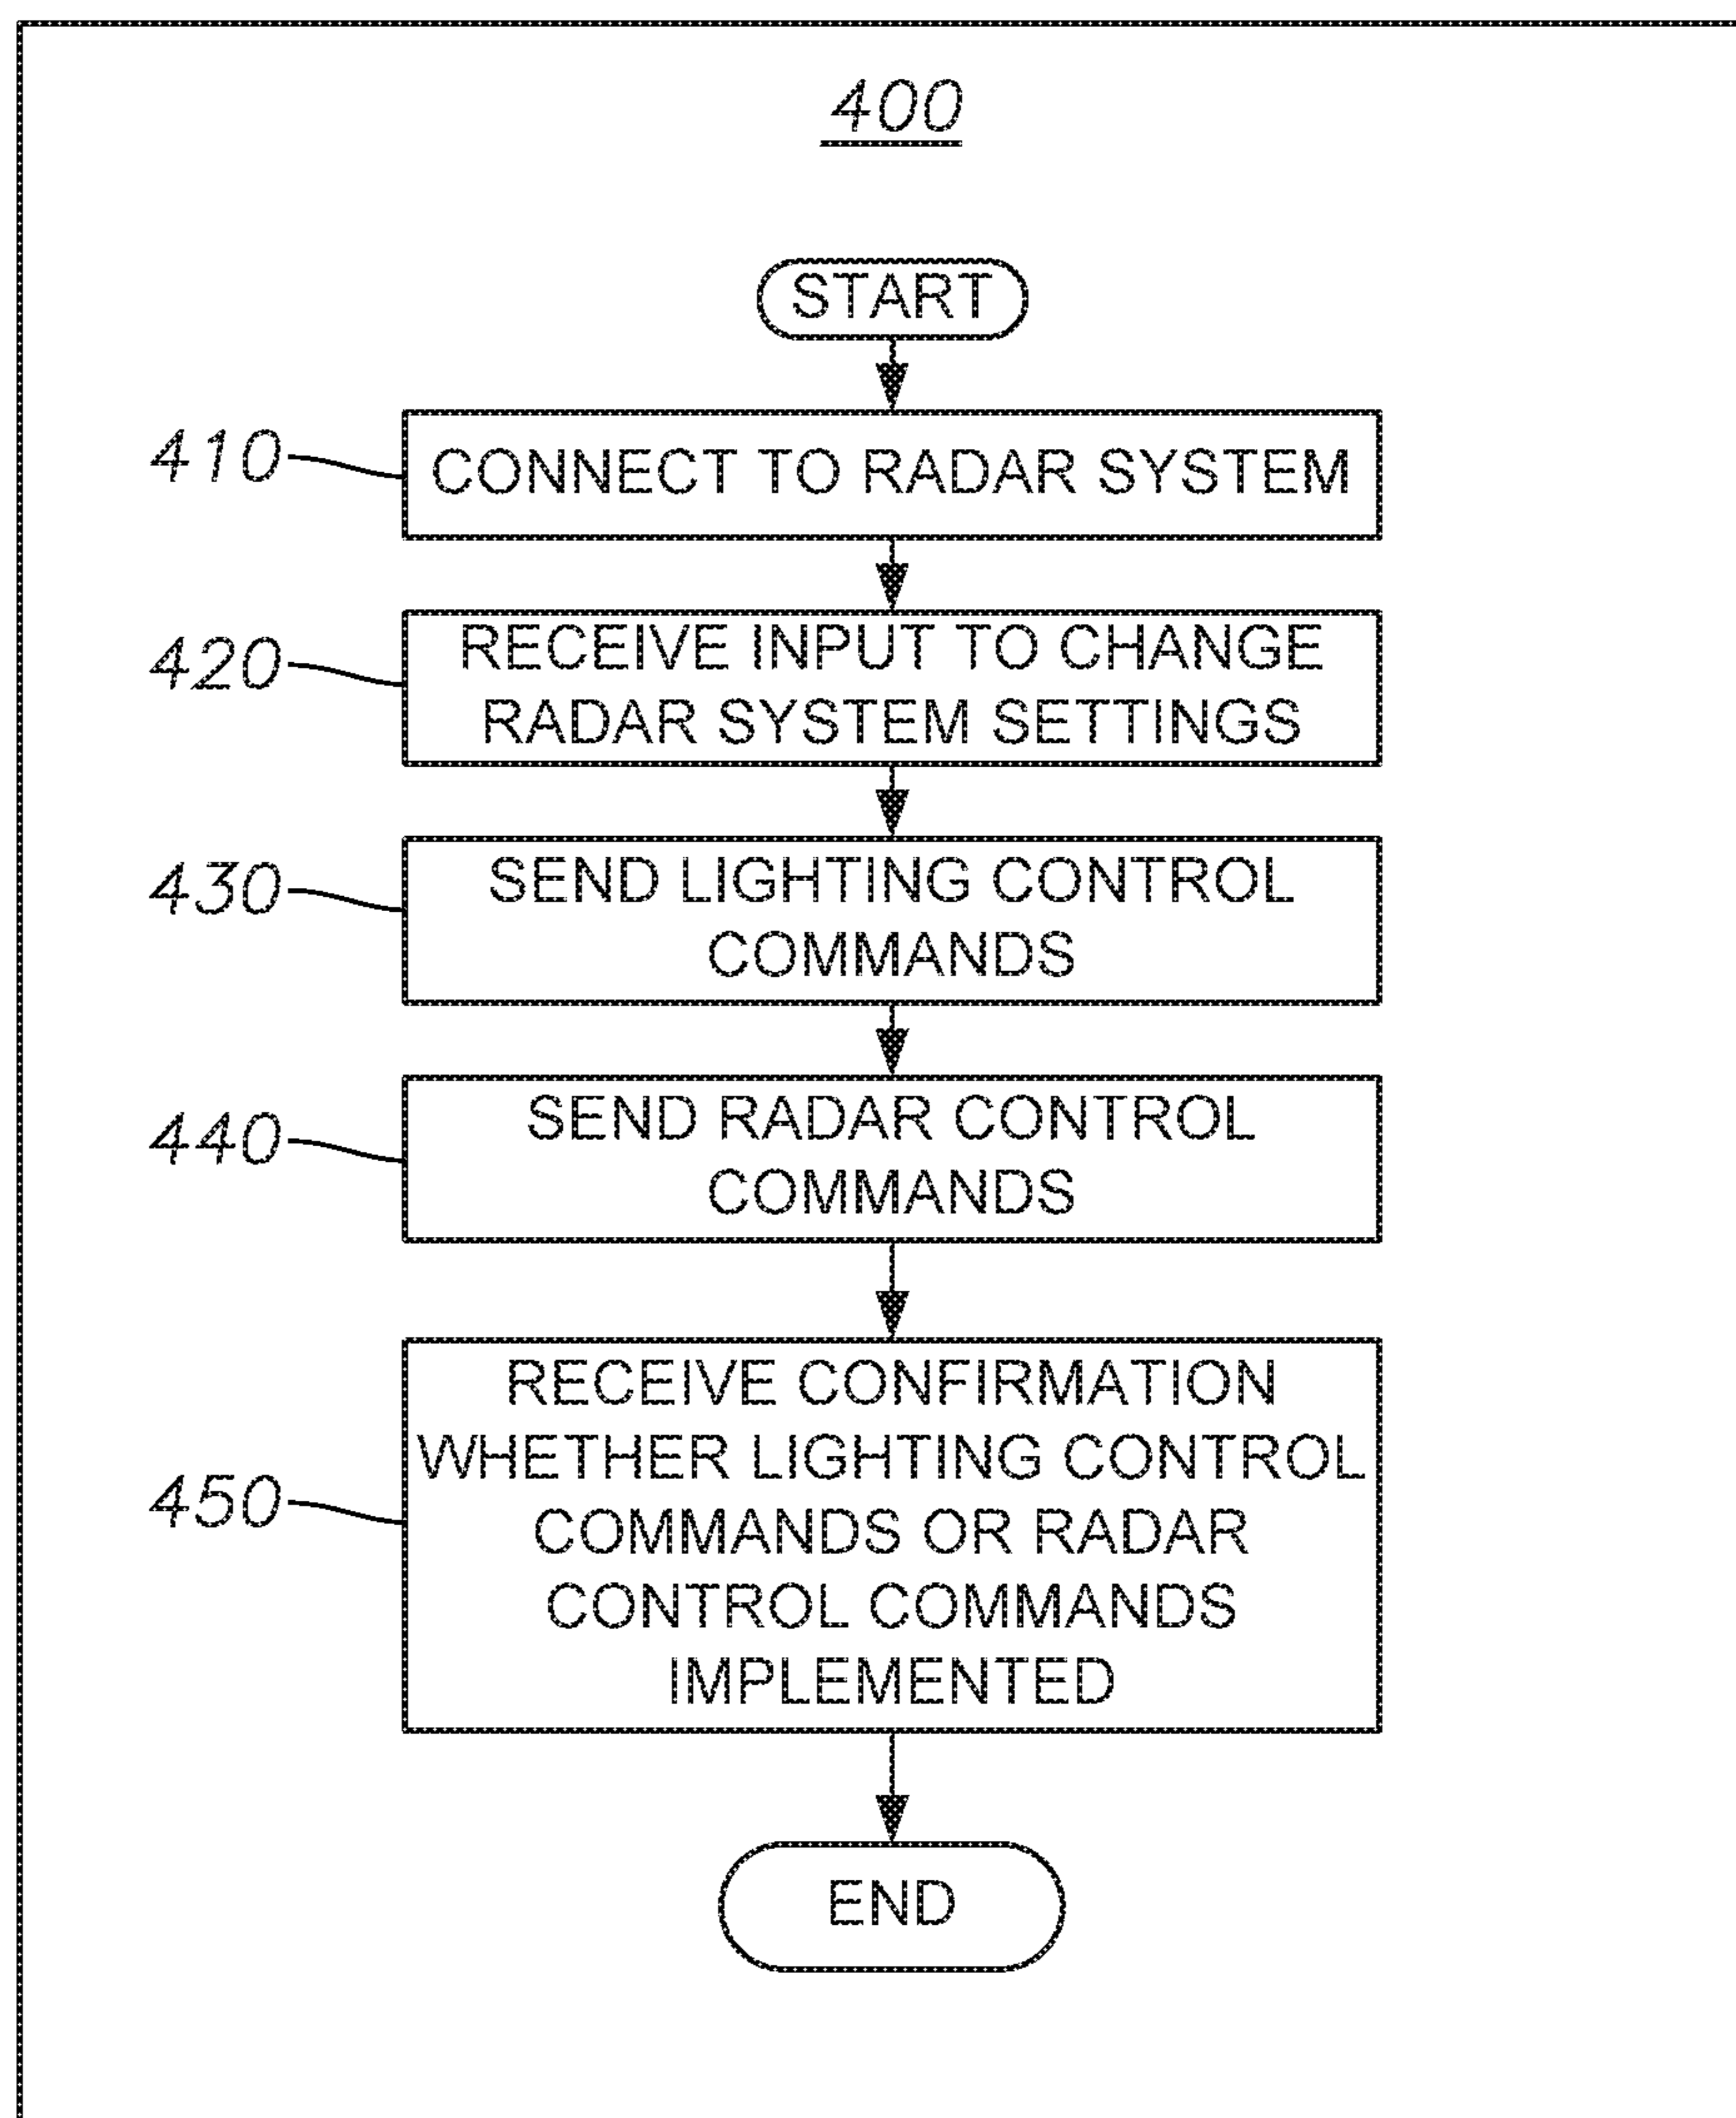 400
START
410
CONNECT TO RADAR SYSTEM
420
RECEIVE INPUT TO CHANGE
RADAR SYSTEM SETTINGS
430
SEND LIGHTING CONTROL
COMMANDS
440
SEND RADAR CONTROL
COMMANDS
450
RECEIVE CONFIRMATION
WHETHER LIGHTING CONTROL
COMMANDS OR RADAR
CONTROL COMMANDS
IMPLEMENTED
END